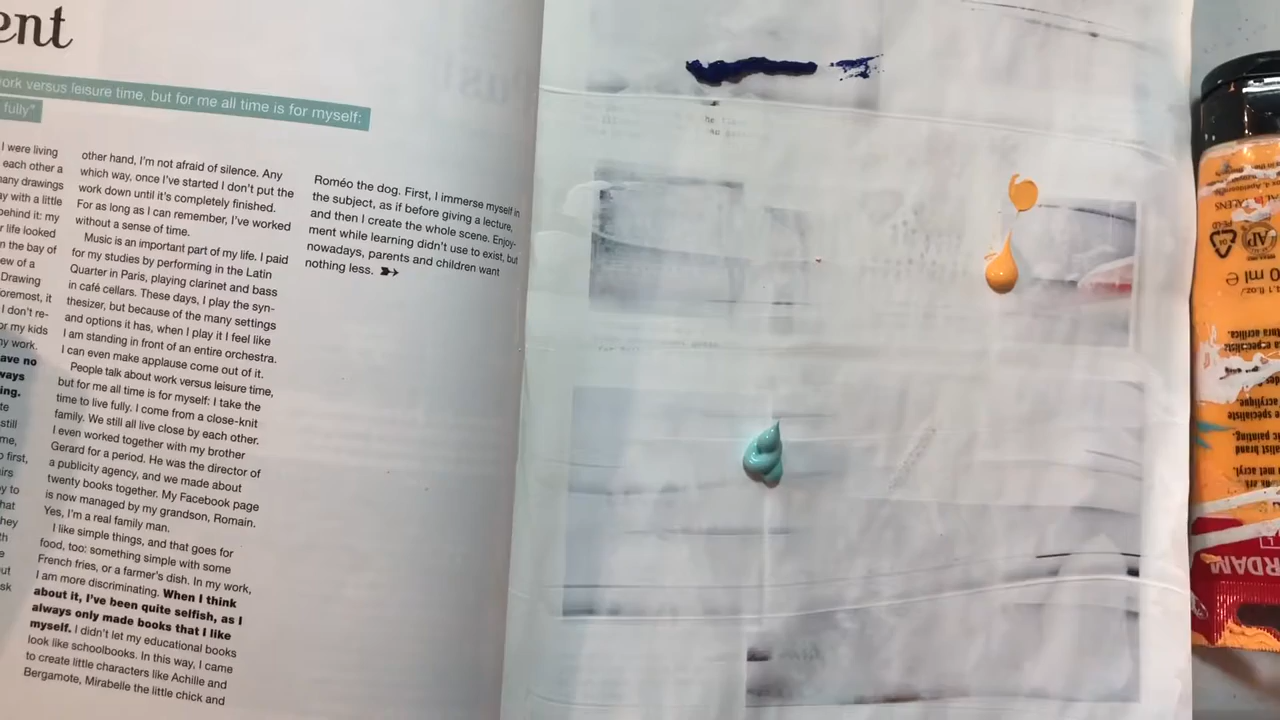 ent
ork versus leisure time, but for me all time is for myself:
fully"
I were living
each other a
any drawings
ay with a little
behind it: my
r life looked
n the bay of
ew of a
Drawing
oremost, it
I don't re-
or my kids
ny work.
ave no
ways
ing.
te
still
me,
o first,
irs
y to
hat
they
th
e
out
sk
other hand, I'm not afraid of silence. Any
which way, once I've started I don't put the
work down until it's completely finished.
For as long as I can remember, I've worked
without a sense of time.
Music is an important part of my life. I paid
for my studies by performing in the Latin
Quarter in Paris, playing clarinet and bass
in café cellars. These days, I play the syn-
thesizer, but because of the many settings
and options it has, when I play it I feel like
I am standing in front of an entire orchestra.
I can even make applause come out of it.
People talk about work versus leisure time,
but for me all time is for myself: I take the
time to live fully. I come from a close-knit
family. We still all live close by each other.
I even worked together with my brother
Gerard for a period. He was the director of
a publicity agency, and we made about
twenty books together. My Facebook page
is now managed by my grandson, Romain.
Yes, I'm a real family man.
I like simple things, and that goes for
food, too: something simple with some
French fries, or a farmer's dish. In my work,
I am more discriminating. When I think
about it, I've been quite selfish, as I
always only made books that I like
myself. I didn't let my educational books
look like schoolbooks. In this way, I came
to create little characters like Achille and
Bergamote, Mirabelle the little chick and
Roméo the dog. First, I immerse myself in
the subject, as if before giving a lecture,
and then I create the whole scene. Enjoy-
ment while learning didn't use to exist, but
nowadays, parents and children want
nothing less.
AP
0 ml e
RDAM